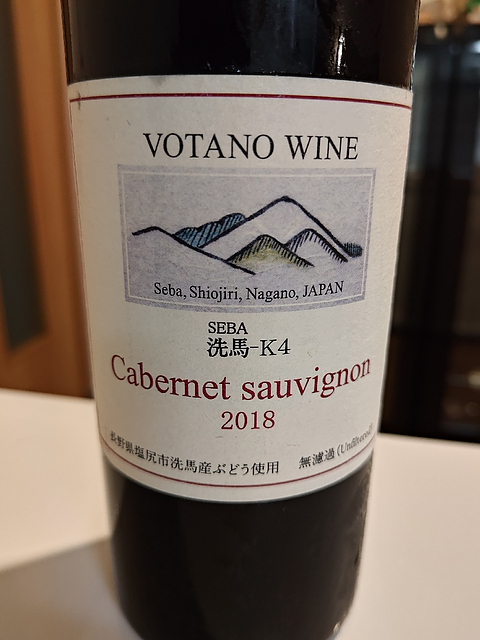 VOTANO WINE
Seba, Shiojiri, Nagano, JAPAN
SEBA
洗馬-K4
Cabernet sauvignon
2018
長野県塩尻市洗馬産ぶどう使用 無濾過 (Unfiltered)